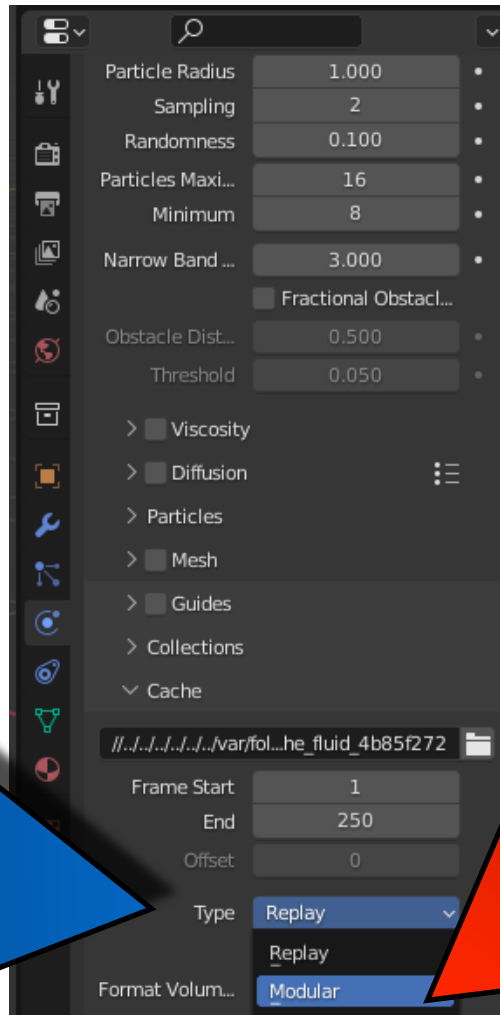 Particle Radius 1.000
Sampling 2
Randomness 0.100
Particles Maxi... 16
Minimum 8
Narrow Band ... 3.000
Fractional Obstacl...
Obstacle Dist... 0.500
Threshold 0.050
Viscosity
Diffusion
Particles
Mesh
Guides
Collections
Cache
//../../../../../../var/fol...he_fluid_4b85f272
Frame Start 1
End 250
Offset 0
Type Replay
Replay
Format Volum... Modular